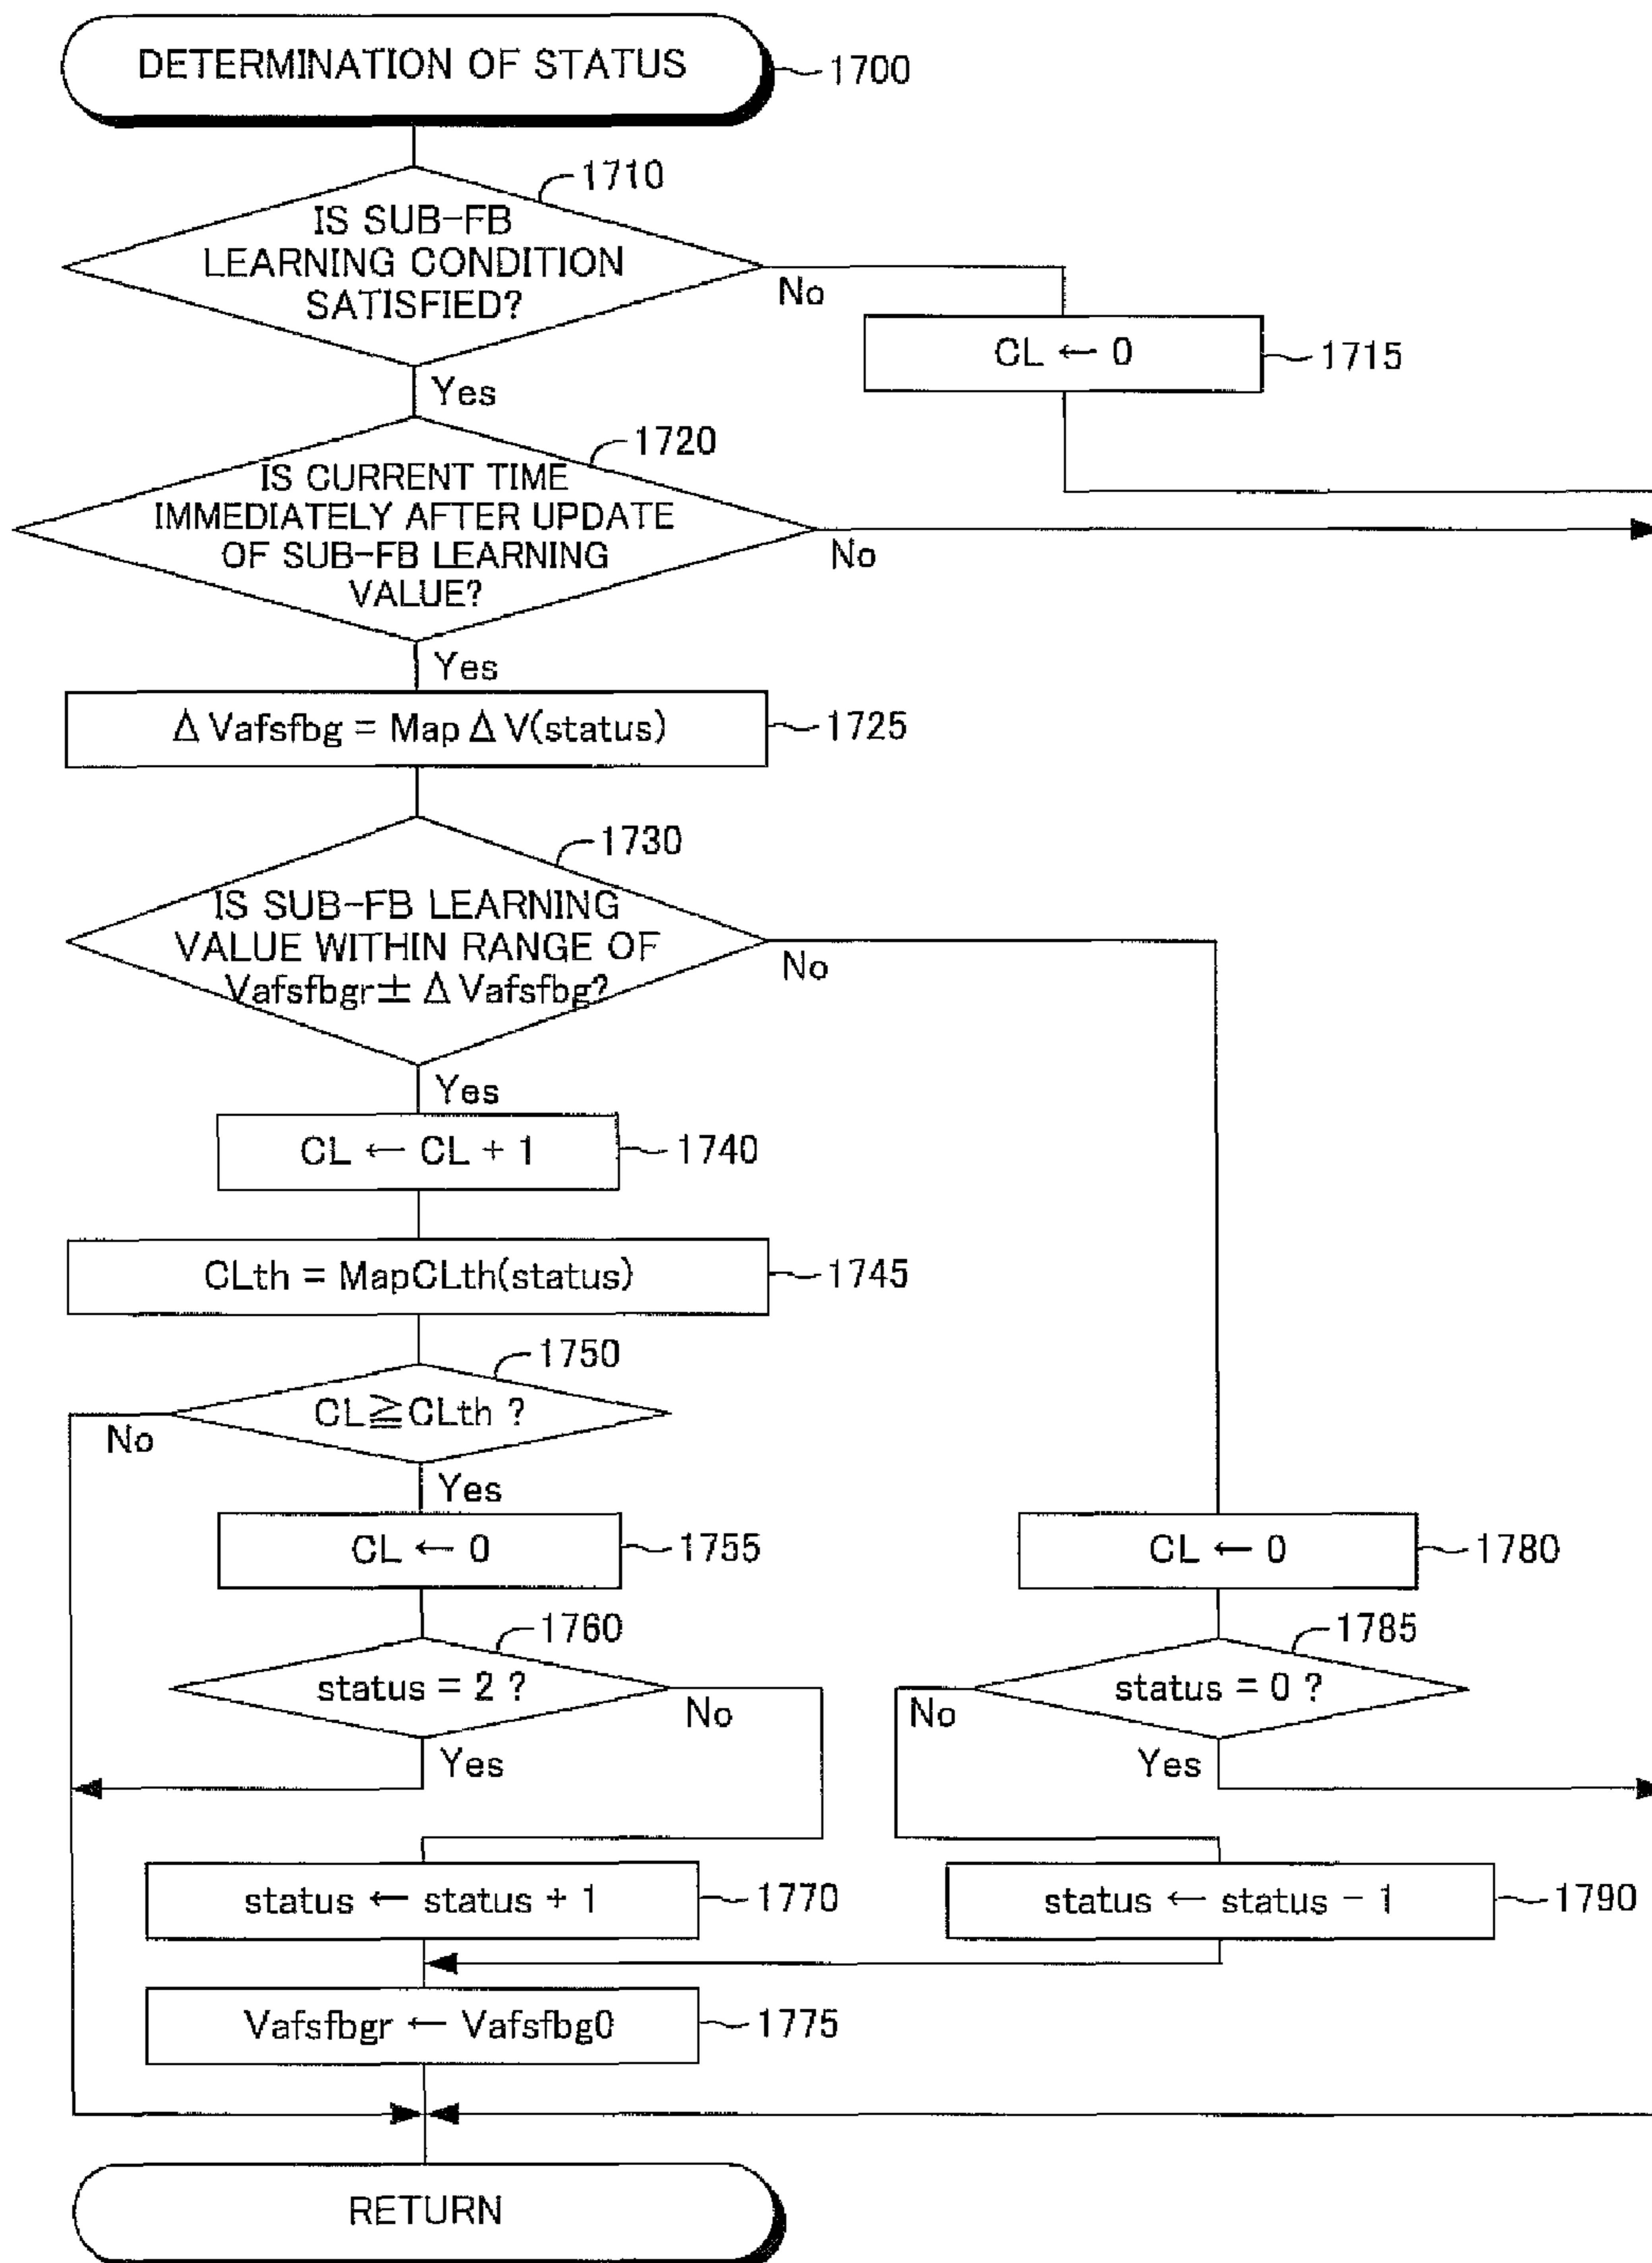 DETERMINATION OF STATUS
1700
1710
IS SUB-FB
LEARNING CONDITION
SATISFIED?
No
CL ← 0
1715
Yes
1720
IS CURRENT TIME
IMMEDIATELY AFTER UPDATE
OF SUB-FB LEARNING
VALUE?
No
Yes
Δ Vafsfbg = Map Δ V(status)
1725
1730
IS SUB-FB LEARNING
VALUE WITHIN RANGE OF
Vafsfbgr± Δ Vafsfbg?
No
Yes
CL ← CL + 1
1740
CLth = MapCLth(status)
1745
1750
CL≧CLth ?
No
Yes
CL ← 0
1755
CL ← 0
1780
1760
status = 2 ?
No
Yes
1785
status = 0 ?
No
Yes
status ← status + 1
1770
status ← status − 1
1790
Vafsfbgr ← Vafsfbg0
1775
RETURN